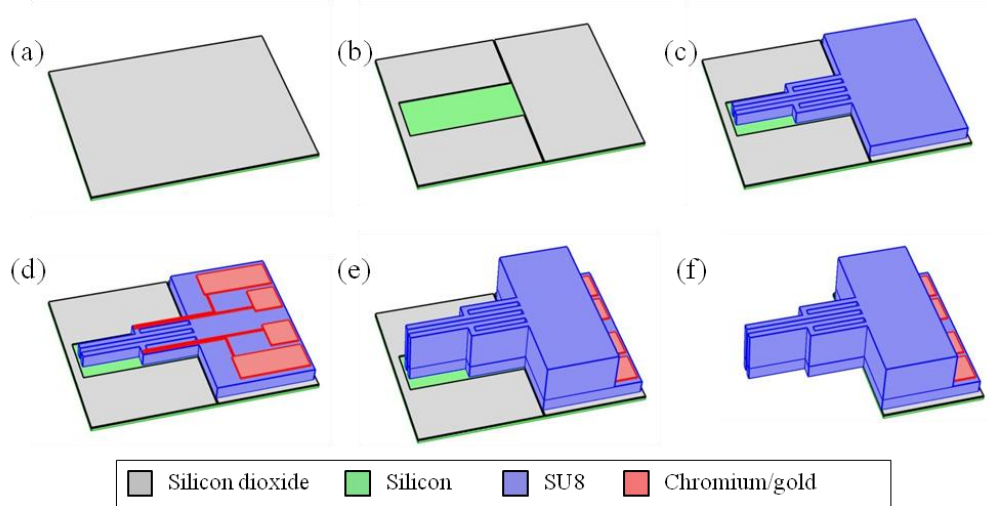 (a)
(b)
(c)
(d)
(e)
(f)
Silicon dioxide
Silicon
SU8
Chromium/gold